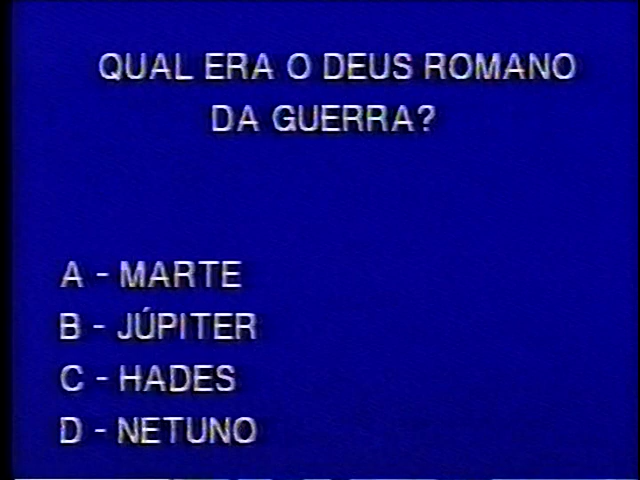 QUAL ERA O DEUS ROMANO
DA GUERRA?
A - MARTE
B - JÚPITER
C - HADES
D - NETUNO